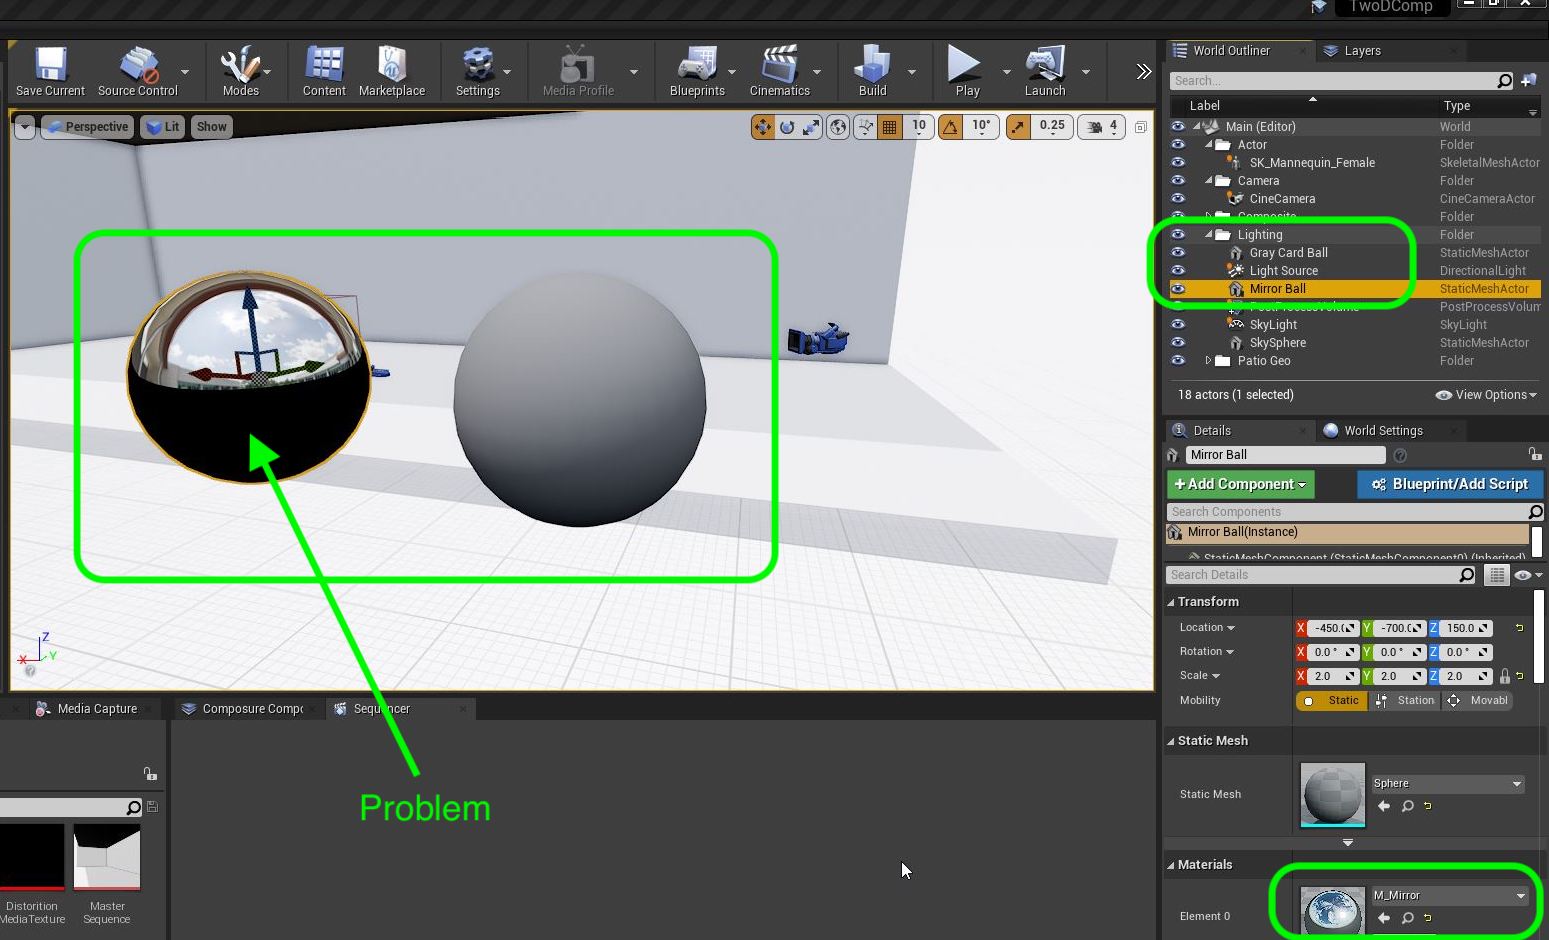 TwoDComp
Save Current
Source Control
Modes
Content
Marketplace
Settings
Media Profile
Blueprints
Cinematics
Build
Play
Launch
Perspective
Lit
Show
10
10°
0.25
4
World Outliner
Layers
Search...
Label
Type
Main (Editor) World
Actor Folder
SK_Mannequin_Female SkeletalMeshActor
Camera Folder
CineCamera CineCameraActor
Composite Folder
Lighting Folder
Gray Card Ball StaticMeshActor
Light Source DirectionalLight
Mirror Ball StaticMeshActor
PostProcessVolume PostProcessVolum
SkyLight SkyLight
SkySphere StaticMeshActor
Patio Geo Folder
18 actors (1 selected)
View Options
Details
World Settings
Mirror Ball
+ Add Component
Blueprint/Add Script
Search Components
Mirror Ball(Instance)
StaticMeshComponent (StaticMeshComponent0) (Inherited)
Search Details
Transform
Location X -450.0 Y -700.0 Z 150.0
Rotation X 0.0 ° Y 0.0 ° Z 0.0 °
Scale X 2.0 Y 2.0 Z 2.0
Mobility Static Station Movabl
Static Mesh
Static Mesh
Sphere
Materials
Element 0
M_Mirror
Z
X
Y
Media Capture
Composure Compo
Sequencer
Problem
Distorition
MediaTexture
Master
Sequence